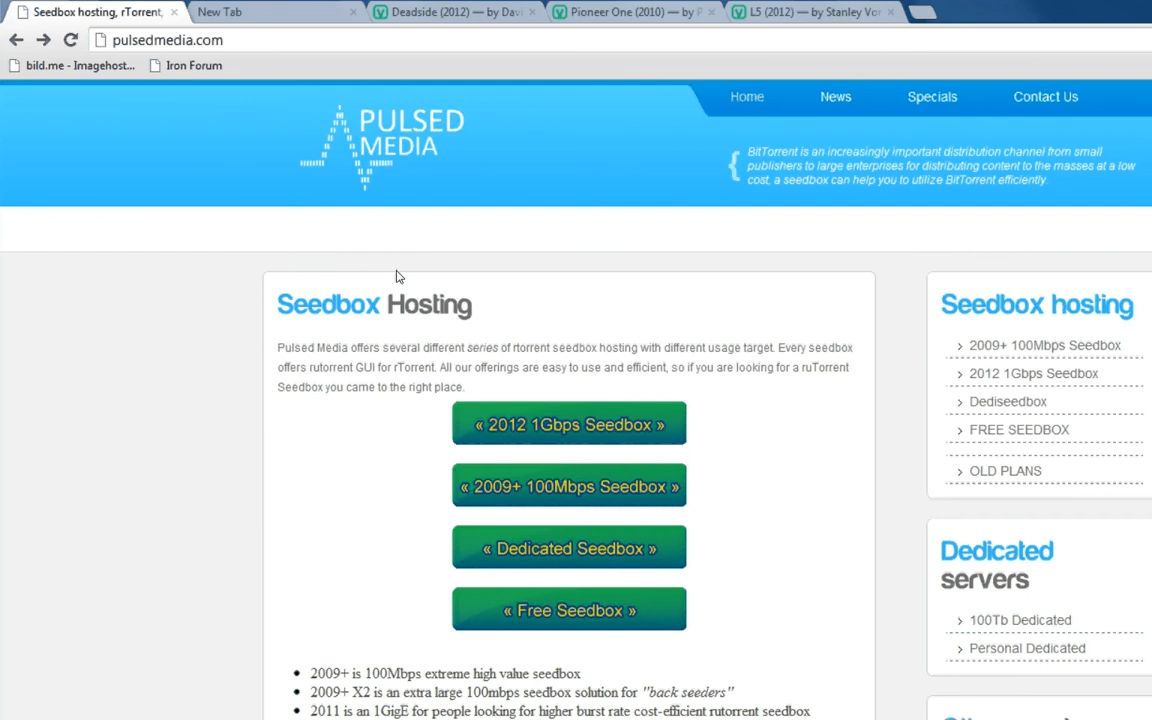 Seedbox hosting, rTorrent,
New Tab
Deadside (2012) — by Davi
Pioneer One (2010) — by
L5 (2012) — by Stanley Vor
pulsedmedia.com
bild.me - Imagehost...
Iron Forum
Home
News
Specials
Contact Us
PULSED
MEDIA
BitTorrent is an increasingly important distribution channel from small
publishers to large enterprises for distributing content to the masses at a low
cost, a seedbox can help you to utilize BitTorrent efficiently.
Seedbox Hosting
Pulsed Media offers several different series of rtorrent seedbox hosting with different usage target. Every seedbox
offers rutorrent GUI for rTorrent. All our offerings are easy to use and efficient, so if you are looking for a ruTorrent
Seedbox you came to the right place.
« 2012 1Gbps Seedbox »
« 2009+ 100Mbps Seedbox »
« Dedicated Seedbox »
« Free Seedbox »
2009+ is 100Mbps extreme high value seedbox
2009+ X2 is an extra large 100mbps seedbox solution for "back seeders"
2011 is an 1GigE for people looking for higher burst rate cost-efficient rutorrent seedbox
Seedbox hosting
2009+ 100Mbps Seedbox
2012 1Gbps Seedbox
Dediseedbox
FREE SEEDBOX
OLD PLANS
Dedicated
servers
100Tb Dedicated
Personal Dedicated